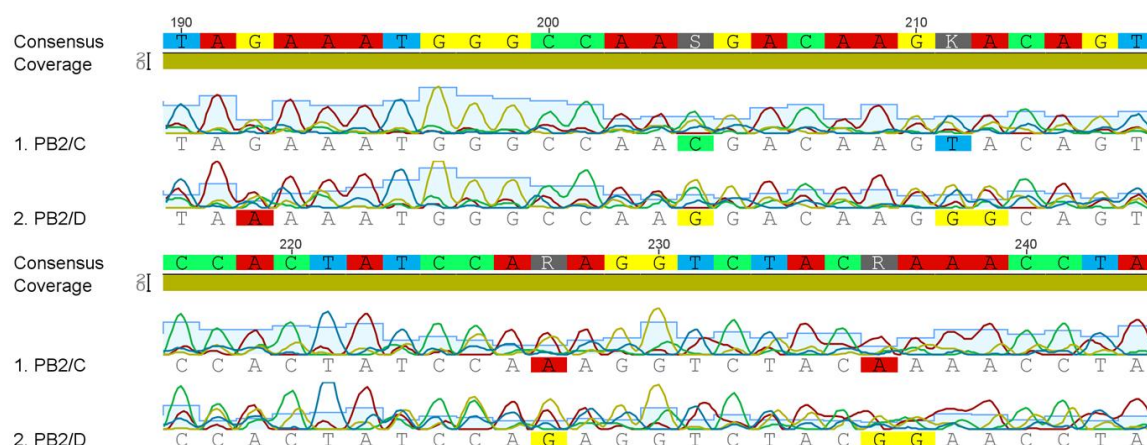 190 200 210
Consensus T A G A A A T G G G C C A A S G A C A A G K A C A G T
Coverage
1. PB2/C T A G A A A T G G G C C A A C G A C A A G T A C A G T
2. PB2/D T A A A A A T G G G C C A A G G A C A A G G G C A G T
220 230 240
Consensus C C A C T A T C C A R A G G T C T A C R A A A C C T A
Coverage
1. PB2/C C C A C T A T C C A A A G G T C T A C A A A A C C T A
2. PB2/D C C A C T A T C C A G A G G T C T A C G G A A C C T A